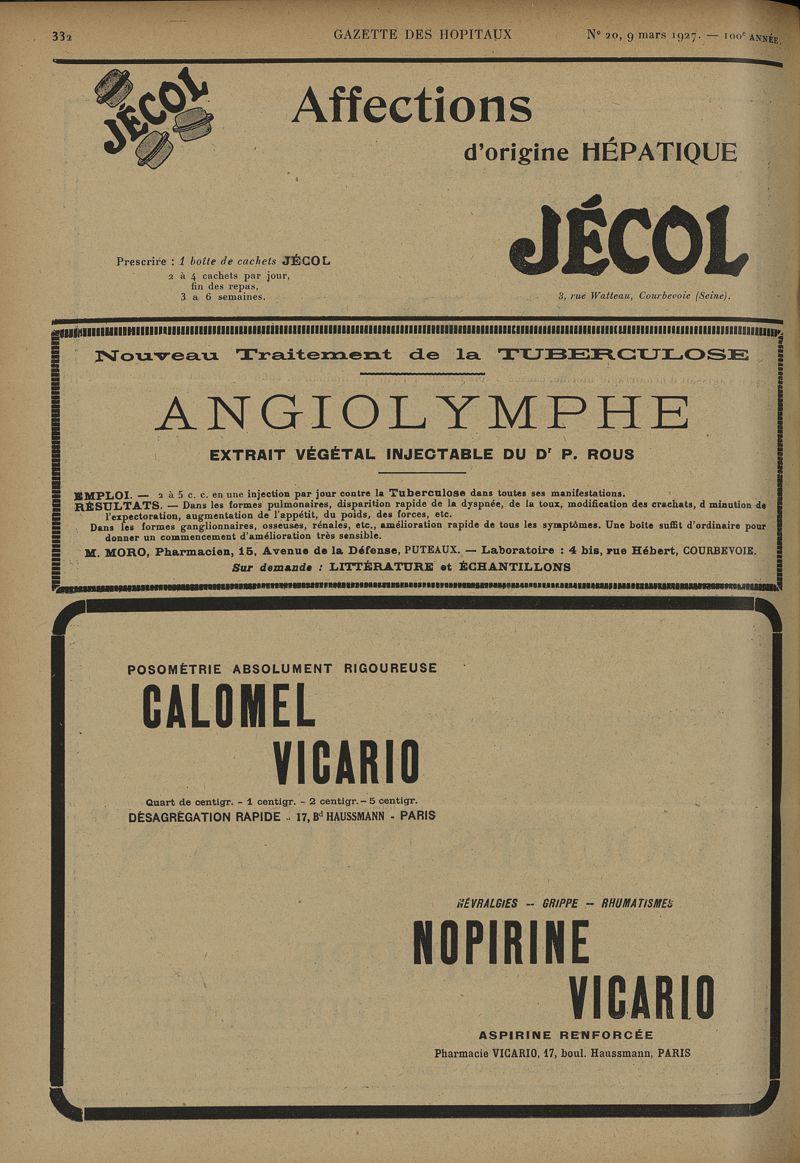 332
GAZETTE DES HOPITAUX
N° 20, 9 mars 1927. — 100e ANNÉE.
JÉCOL
Affections
d'origine HÉPATIQUE
JÉCOL
Prescrire : 1 boîte de cachets JÉCOL
2 à 4 cachets par jour,
fin des repas,
3 a 6 semaines.
3, rue Watteau, Courbevoie (Seine).
Nouveau Traitement de la TUBERCULOSE
ANGIOLYMPHE
EXTRAIT VÉGÉTAL INJECTABLE DU Dr P. ROUS
EMPLOI. — 2 à 5 c. c. en une injection par jour contre la Tuberculose dans toutes ses manifestations.
RÉSULTATS. — Dans les formes pulmonaires, disparition rapide de la dyspnée, de la toux, modification des crachats, d minution de
l'expectoration, augmentation de l'appétit, du poids, des forces, etc.
Dans les formes ganglionnaires, osseuses, rénales, etc., amélioration rapide de tous les symptômes. Une boîte suffit d'ordinaire pour
donner un commencement d'amélioration très sensible.
M. MORO, Pharmacien, 15, Avenue de la Défense, PUTEAUX. — Laboratoire : 4 bis, rue Hébert, COURBEVOIE.
Sur demande : LITTÉRATURE et ÉCHANTILLONS
POSOMÉTRIE ABSOLUMENT RIGOUREUSE
CALOMEL
VICARIO
Quart de centigr. - 1 centigr. - 2 centigr. - 5 centigr.
DÉSAGRÉGATION RAPIDE - 17, Bd HAUSSMANN - PARIS
NÉVRALGIES — GRIPPE — RHUMATISMES
NOPIRINE
VICARIO
ASPIRINE RENFORCÉE
Pharmacie VICARIO, 17, boul. Haussmann, PARIS